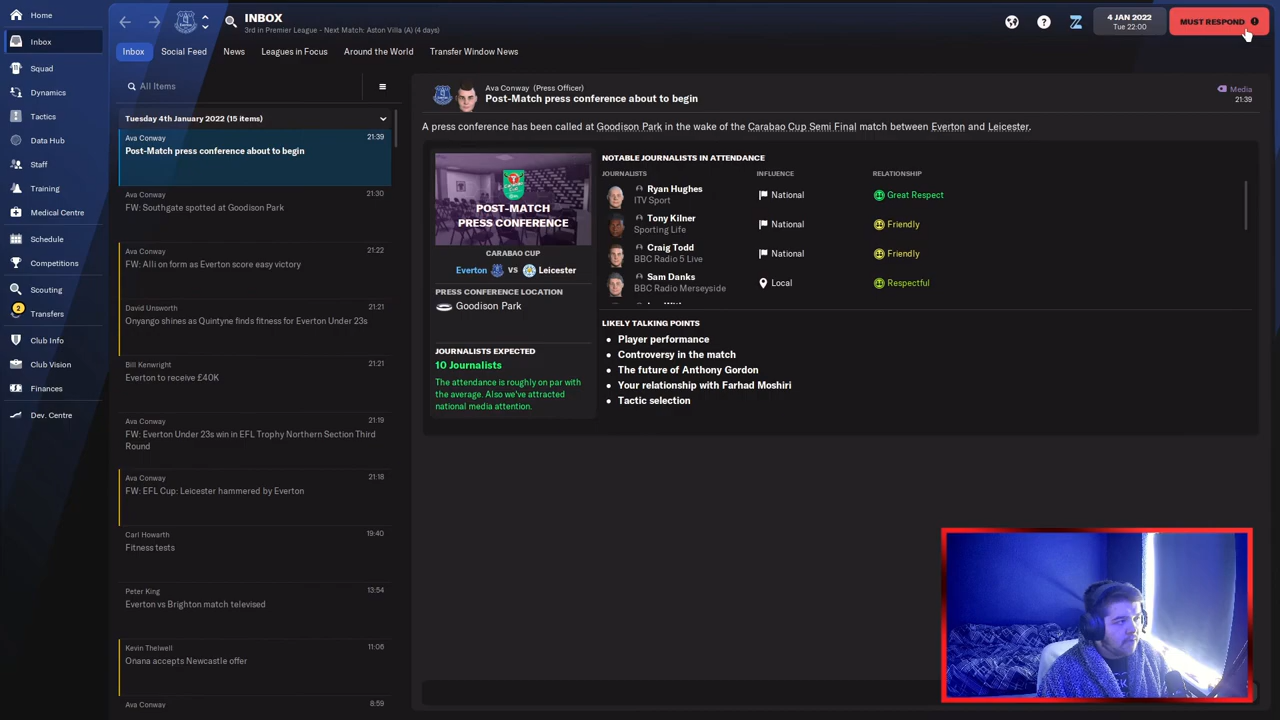 Home
Inbox
Squad
Dynamics
Tactics
Data Hub
Staff
Training
Medical Centre
Schedule
Competitions
Scouting
2
Transfers
Club Info
Club Vision
Finances
Dev. Centre
INBOX
3rd in Premier League - Next Match: Aston Villa (A) (4 days)
4 JAN 2022
Tue 22:00
MUST RESPOND
Inbox
Social Feed
News
Leagues in Focus
Around the World
Transfer Window News
All Items
Tuesday 4th January 2022 (15 items)
Ava Conway 21:39
Post-Match press conference about to begin
Ava Conway 21:30
FW: Southgate spotted at Goodison Park
Ava Conway 21:22
FW: Alli on form as Everton score easy victory
David Unsworth 21:21
Onyango shines as Quintyne finds fitness for Everton Under 23s
Bill Kenwright 21:21
Everton to receive £40K
Ava Conway 21:19
FW: Everton Under 23s win in EFL Trophy Northern Section Third
Round
Ava Conway 21:18
FW: EFL Cup: Leicester hammered by Everton
Carl Howarth 19:40
Fitness tests
Peter King 13:54
Everton vs Brighton match televised
Kevin Thelwell 11:06
Onana accepts Newcastle offer
Ava Conway 8:59
Ava Conway (Press Officer)
Post-Match press conference about to begin
Media
21:39
A press conference has been called at Goodison Park in the wake of the Carabao Cup Semi Final match between Everton and Leicester.
POST-MATCH
PRESS CONFERENCE
CARABAO CUP
Everton VS Leicester
PRESS CONFERENCE LOCATION
Goodison Park
JOURNALISTS EXPECTED
10 Journalists
The attendance is roughly on par with
the average. Also we've attracted
national media attention.
NOTABLE JOURNALISTS IN ATTENDANCE
JOURNALISTS INFLUENCE RELATIONSHIP
Ryan Hughes
ITV Sport
National
Great Respect
Tony Kilner
Sporting Life
National
Friendly
Craig Todd
BBC Radio 5 Live
National
Friendly
Sam Danks
BBC Radio Merseyside
Local
Respectful
LIKELY TALKING POINTS
• Player performance
• Controversy in the match
• The future of Anthony Gordon
• Your relationship with Farhad Moshiri
• Tactic selection